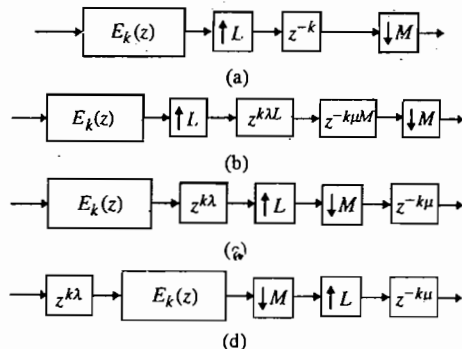 E_k(z) ↑L z^{-k} ↓M
(a)
E_k(z) ↑L z^{kλL} z^{-kμM} ↓M
(b)
E_k(z) z^{kλ} ↑L ↓M z^{-kμ}
z^{kλ} E_k(z) ↓M ↑L z^{-kμ}
(d)